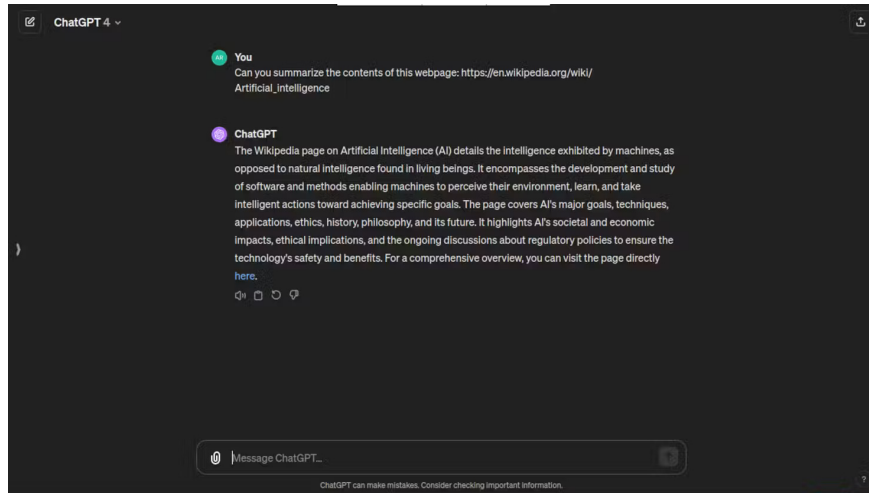 ChatGPT 4
AR
You
Can you summarize the contents of this webpage: https://en.wikipedia.org/wiki/
Artificial_intelligence
ChatGPT
The Wikipedia page on Artificial Intelligence (AI) details the intelligence exhibited by machines, as
opposed to natural intelligence found in living beings. It encompasses the development and study
of software and methods enabling machines to perceive their environment, learn, and take
intelligent actions toward achieving specific goals. The page covers AI's major goals, techniques,
applications, ethics, history, philosophy, and its future. It highlights AI's societal and economic
impacts, ethical implications, and the ongoing discussions about regulatory policies to ensure the
technology's safety and benefits. For a comprehensive overview, you can visit the page directly
here.
Message ChatGPT...
ChatGPT can make mistakes. Consider checking important information.
?